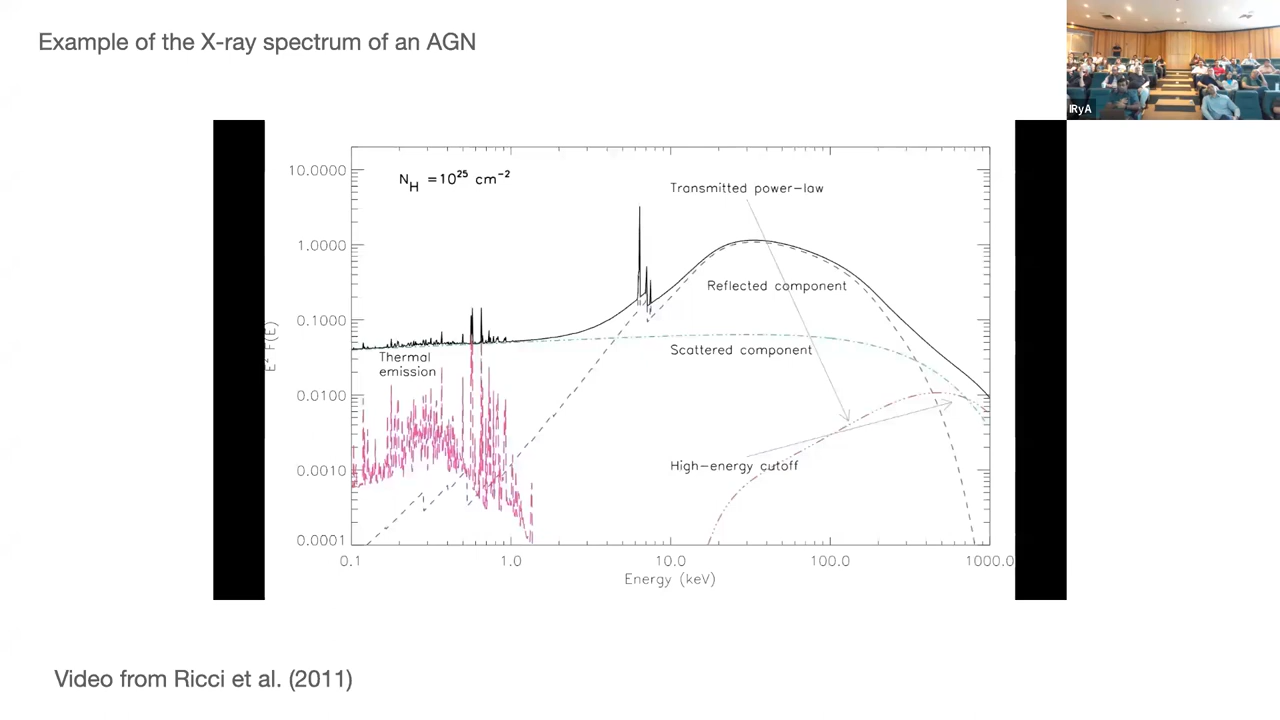 Example of the X-ray spectrum of an AGN
IRyA
N_H =10²⁵ cm⁻²
Transmitted power-law
Reflected component
Scattered component
Thermal
emission
High-energy cutoff
10.0000
1.0000
0.1000
0.0100
0.0010
0.0001
E² F(E)
0.1
1.0
10.0
100.0
1000.0
Energy (keV)
Video from Ricci et al. (2011)